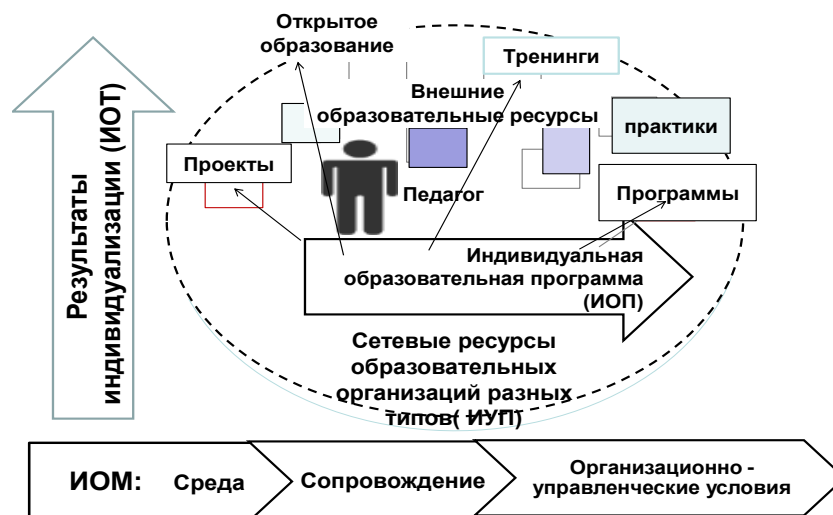 Открытое
образование
Тренинги
Внешние
образовательные ресурсы
практики
Проекты
Педагог
Программы
Результаты
индивидуализации (ИОТ)
Индивидуальная
образовательная программа
(ИОП)
Сетевые ресурсы
образовательных
организаций разных
типов( ИУП)
ИОМ:
Среда
Сопровождение
Организационно -
управленческие условия